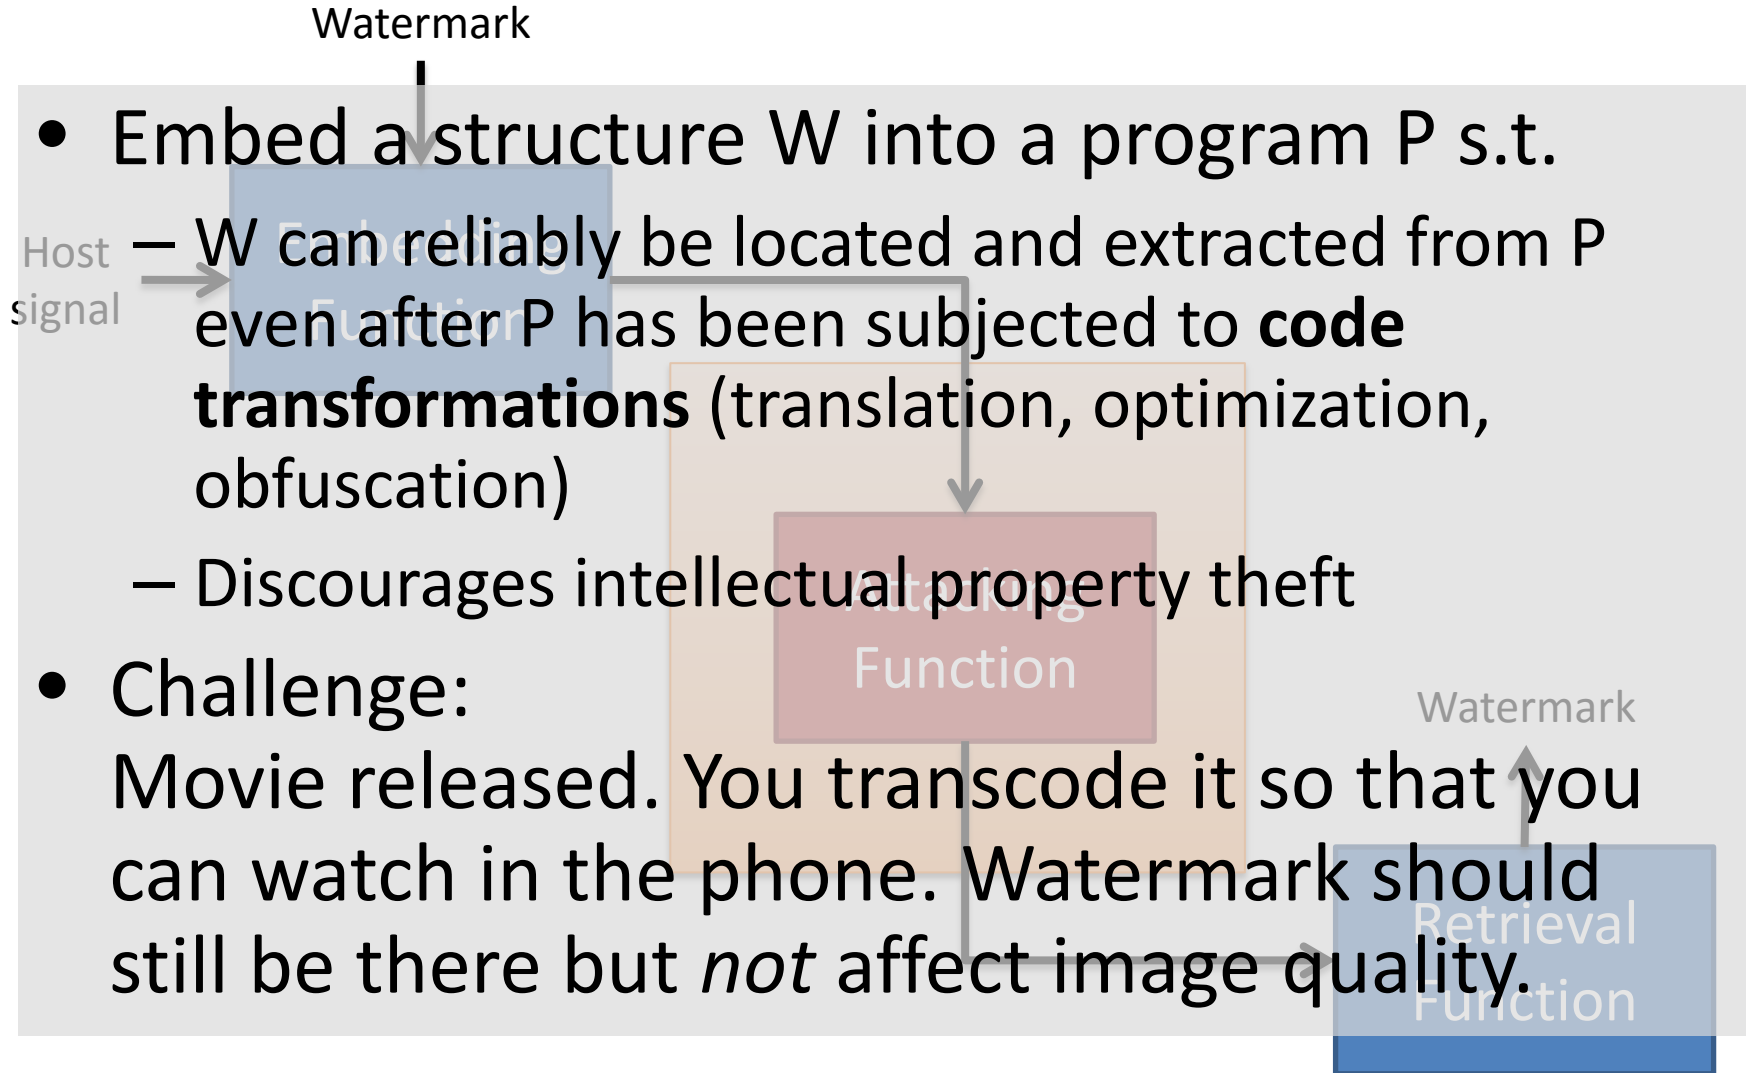 Watermark
• Embed a structure W into a program P s.t.
Host
signal
Embedding
Function
– W can reliably be located and extracted from P
even after P has been subjected to code
transformations (translation, optimization,
obfuscation)
– Discourages intellectual property theft
Attacking
Function
• Challenge:
Watermark
Movie released. You transcode it so that you
can watch in the phone. Watermark should
still be there but not affect image quality.
Retrieval
Function